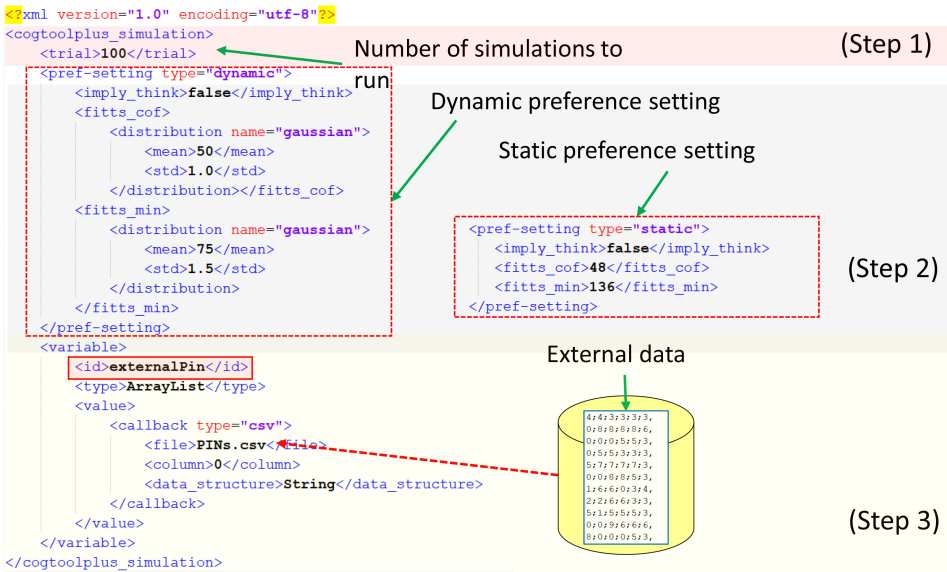 <?xml version="1.0" encoding="utf-8"?>
<cogtoolplus_simulation>
<trial>100</trial>
Number of simulations to
run
(Step 1)
<pref-setting type="dynamic">
<imply_think>false</imply_think>
<fitts_cof>
<distribution name="gaussian">
<mean>50</mean>
<std>1.0</std>
</distribution></fitts_cof>
<fitts_min>
<distribution name="gaussian">
<mean>75</mean>
<std>1.5</std>
</distribution>
</fitts_min>
</pref-setting>
Dynamic preference setting
Static preference setting
<pref-setting type="static">
<imply_think>false</imply_think>
<fitts_cof>48</fitts_cof>
<fitts_min>136</fitts_min>
</pref-setting>
(Step 2)
<variable>
<id>externalPin</id>
<type>ArrayList</type>
<value>
<callback type="csv">
<file>PINs.csv</file>
<column>0</column>
<data_structure>String</data_structure>
</callback>
</value>
</variable>
</cogtoolplus_simulation>
External data
4;4;3;3;3;3,
0;8;8;8;8;6,
0;0;0;5;5;3,
0;5;5;3;3;3,
5;7;7;7;7;3,
0;0;8;8;5;3,
1;6;6;0;3;4,
2;2;6;6;3;3,
5;1;5;5;5;3,
0;0;9;6;6;6,
8;0;0;0;5;3,
(Step 3)